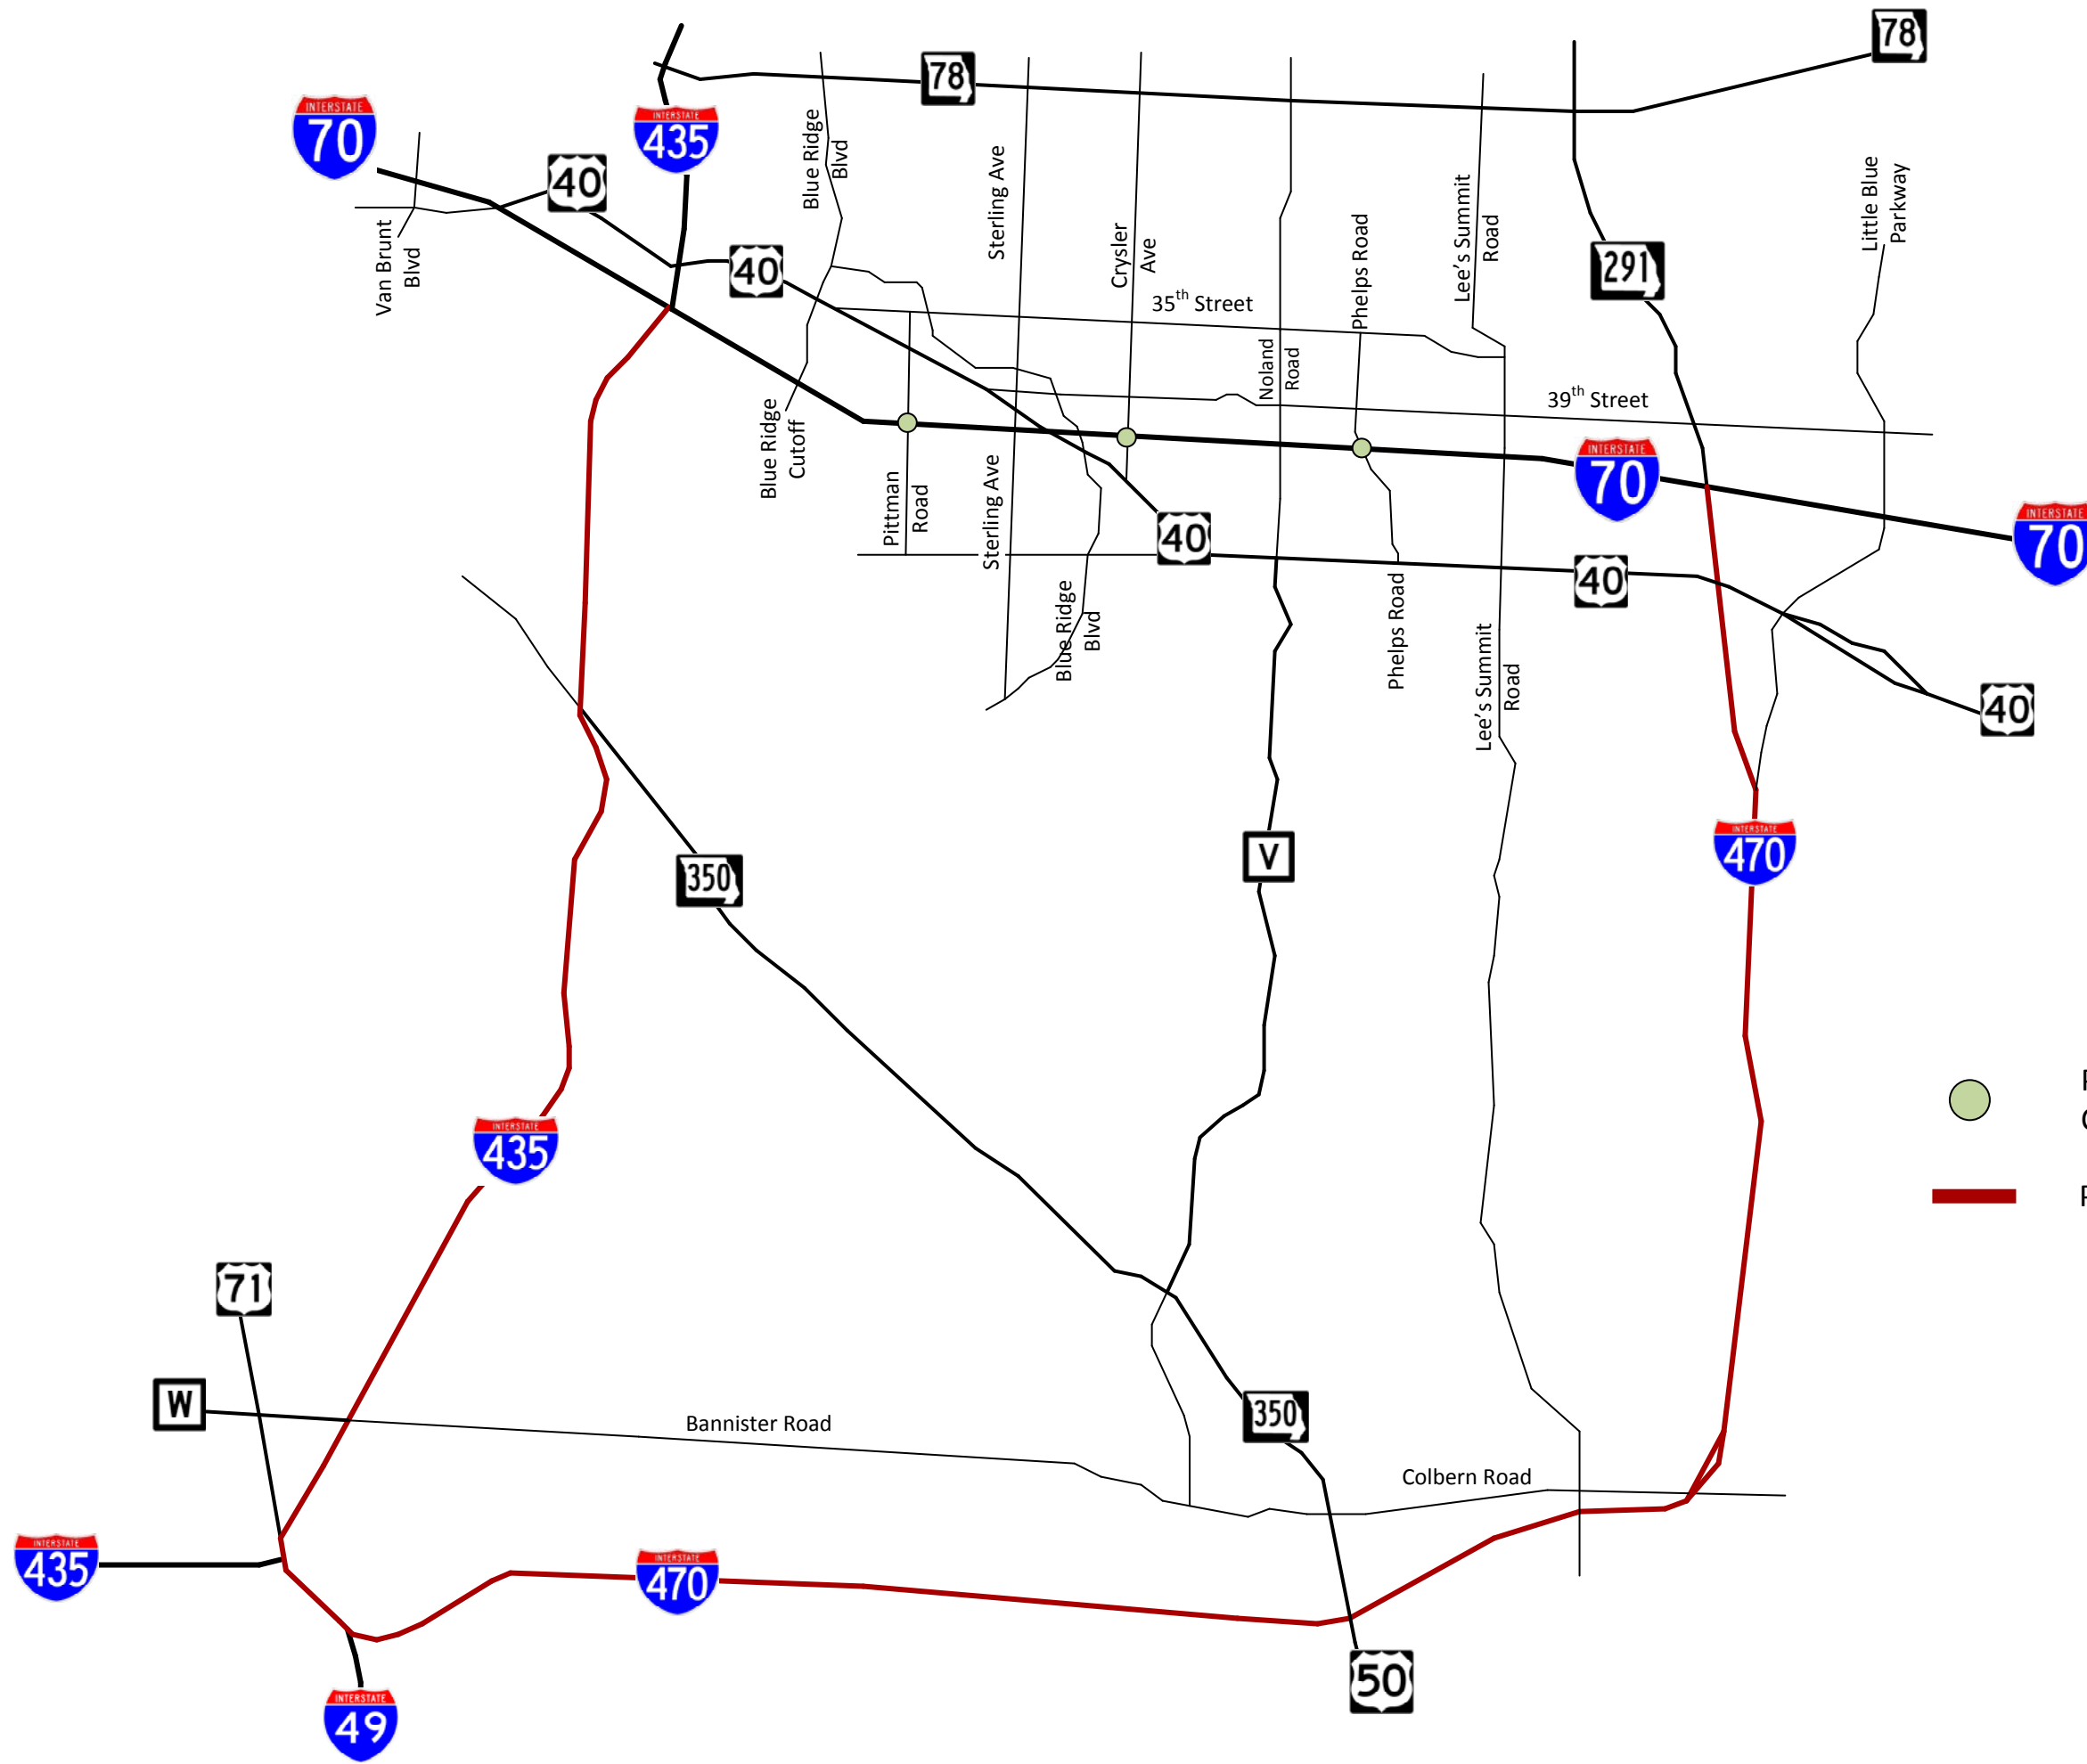 78
78
INTERSTATE
70
INTERSTATE
435
40
Blue Ridge
Blvd
Sterling Ave
Crysler
Ave
Lee's Summit
Road
Little Blue
Parkway
Van Brunt
Blvd
40
291
Phelps Road
35th Street
Noland
Road
39th Street
Blue Ridge
Cutoff
Pittman
Road
Sterling Ave
INTERSTATE
70
INTERSTATE
70
40
40
Blue Ridge
Blvd
Phelps Road
Lee's Summit
Road
40
INTERSTATE
470
V
350
INTERSTATE
435
71
W
Bannister Road
350
Colbern Road
INTERSTATE
435
INTERSTATE
470
50
INTERSTATE
49